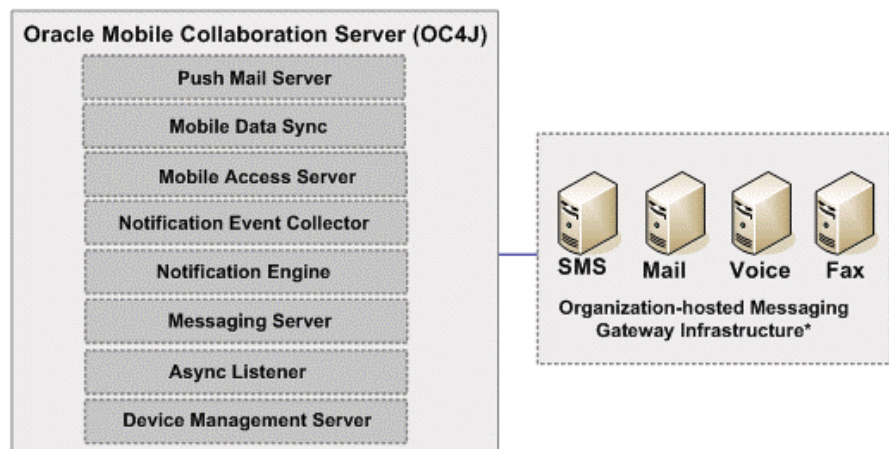 Oracle Mobile Collaboration Server (OC4J)
Push Mail Server
Mobile Data Sync
Mobile Access Server
Notification Event Collector
Notification Engine
Messaging Server
Async Listener
Device Management Server
SMS Mail Voice Fax
Organization-hosted Messaging
Gateway Infrastructure*